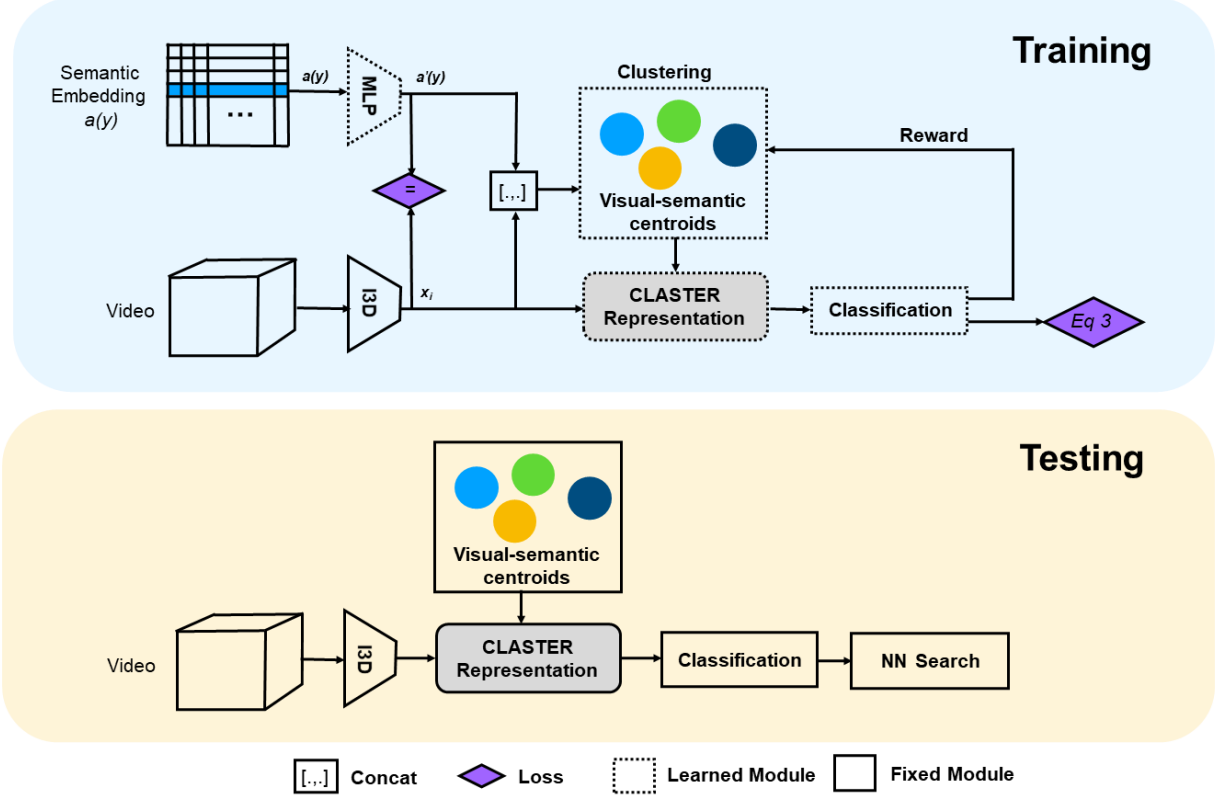 Training
Semantic
Embedding
a(y)
...
a(y)
MLP
a'(y)
Clustering
Reward
=
[.,.]
Visual-semantic
centroids
Video
I3D
xᵢ
CLASTER
Representation
Classification
Eq 3
Testing
Visual-semantic
centroids
Video
I3D
CLASTER
Representation
Classification
NN Search
[.,.]
Concat
Loss
Learned Module
Fixed Module